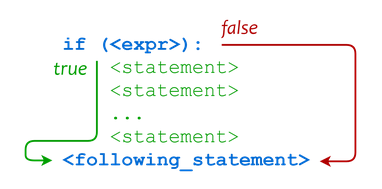 false
if (<expr>):
true
<statement>
<statement>
...
<statement>
<following_statement>